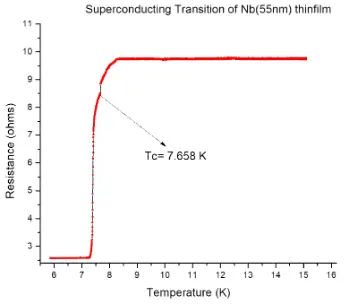 Superconducting Transition of Nb(55nm) thinfilm
11
10
9
8
7
6
5
4
3
Resistance (ohms)
Tc= 7.658 K
6 7 8 9 10 11 12 13 14 15 16
Temperature (K)